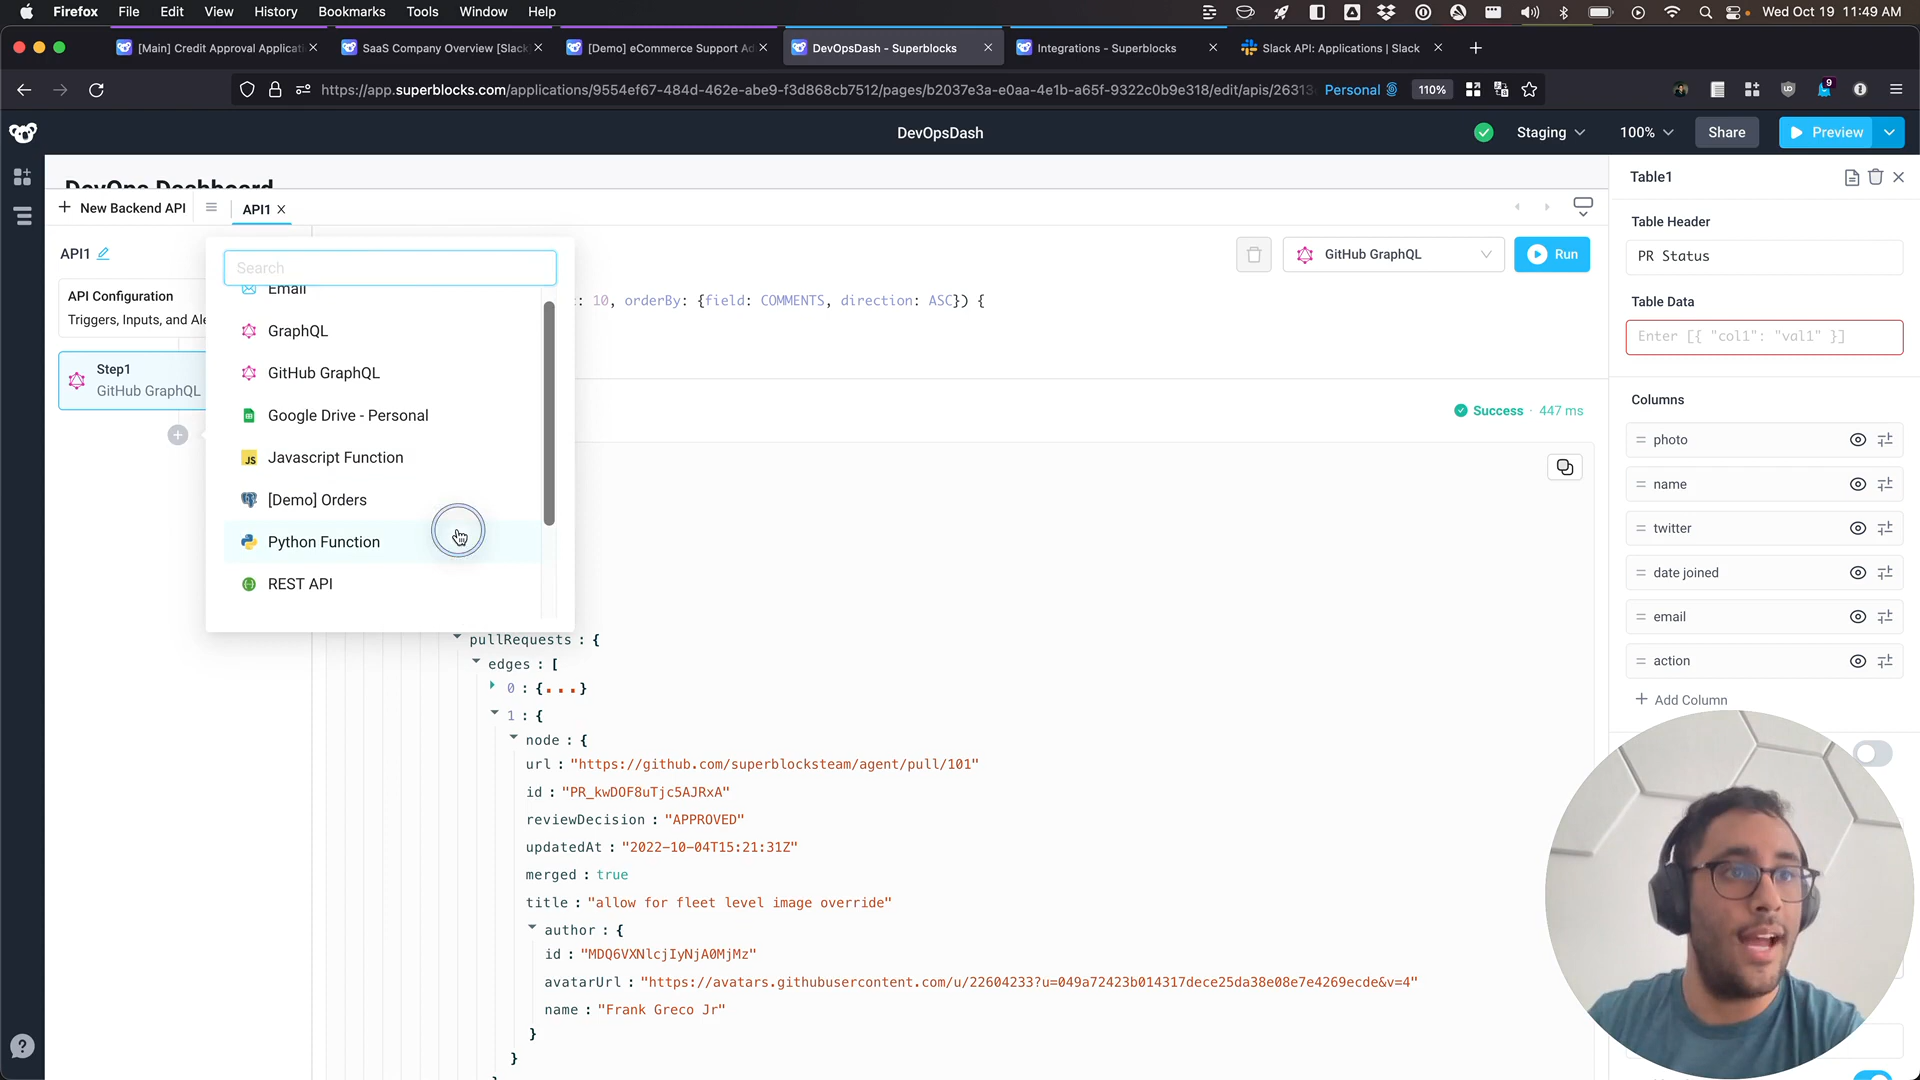 Firefox File Edit View History Bookmarks Tools Window Help
Wed Oct 19 11:49 AM
[Main] Credit Approval Applicati
SaaS Company Overview [Slack
[Demo] eCommerce Support Ad
DevOpsDash - Superblocks
Integrations - Superblocks
Slack API: Applications | Slack
https://app.superblocks.com/applications/9554ef67-484d-462e-abe9-f3d868cb7512/pages/b2037e3a-e0aa-4e1b-a65f-9322c0b9e318/edit/apis/26313
Personal
110%
9
DevOpsDash
Staging
100%
Share
Preview
DevOps Dashboard
New Backend API
API1
API1
API Configuration
Triggers, Inputs, and Ale
Step1
GitHub GraphQL
Search
Email
GraphQL
GitHub GraphQL
Google Drive - Personal
Javascript Function
[Demo] Orders
Python Function
REST API
GitHub GraphQL
Run
: 10, orderBy: {field: COMMENTS, direction: ASC}) {
Success · 447 ms
pullRequests : {
edges : [
0 : {...}
1 : {
node : {
url : "https://github.com/superblocksteam/agent/pull/101"
id : "PR_kwDOF8uTjc5AJRxA"
reviewDecision : "APPROVED"
updatedAt : "2022-10-04T15:21:31Z"
merged : true
title : "allow for fleet level image override"
author : {
id : "MDQ6VXNlcjIyNjA0MjMz"
avatarUrl : "https://avatars.githubusercontent.com/u/22604233?u=049a72423b014317dece25da38e08e7e4269ecde&v=4"
name : "Frank Greco Jr"
}
}
Table1
Table Header
PR Status
Table Data
Enter [{ "col1": "val1" }]
Columns
photo
name
twitter
date joined
email
action
Add Column